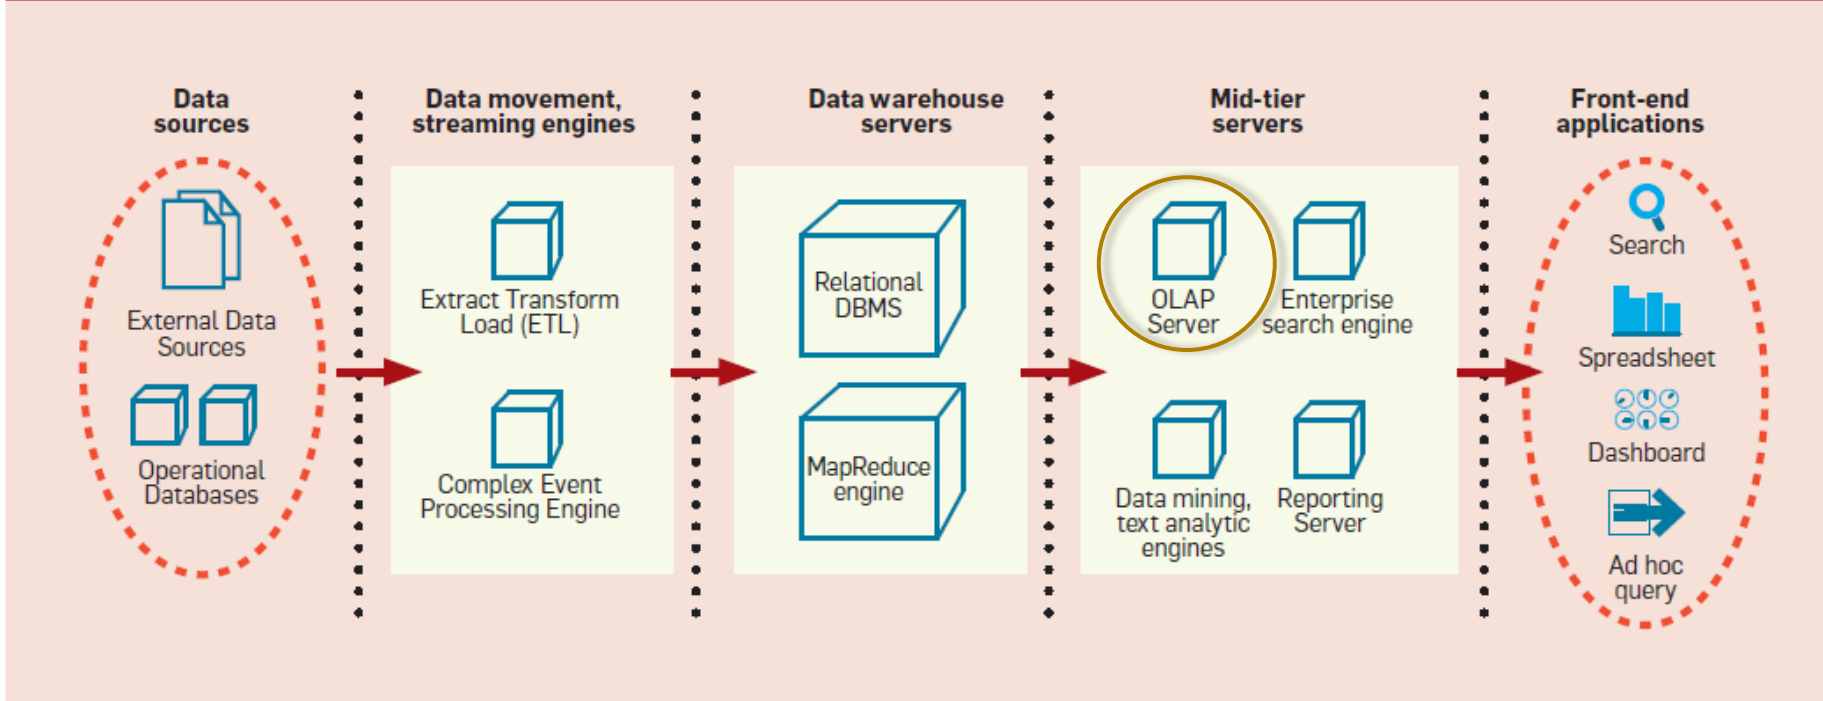 Data
sources
External Data
Sources
Operational
Databases
Data movement,
streaming engines
Extract Transform
Load (ETL)
Complex Event
Processing Engine
Data warehouse
servers
Relational
DBMS
MapReduce
engine
Mid-tier
servers
OLAP
Server
Enterprise
search engine
Data mining,
text analytic
engines
Reporting
Server
Front-end
applications
Search
Spreadsheet
Dashboard
Ad hoc
query